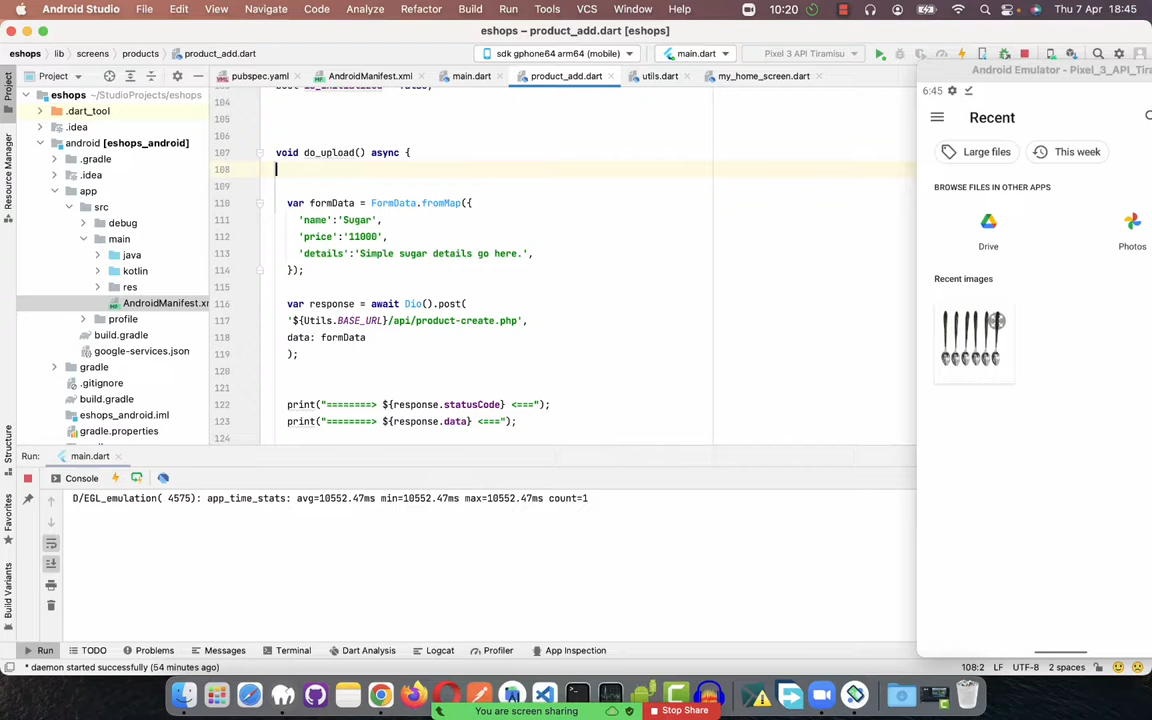 Android Studio File Edit View Navigate Code Analyze Refactor Build Run Tools VCS Window Help 10:20 Thu 7 Apr 18:45
eshops – product_add.dart [eshops]
eshops lib screens products product_add.dart sdk gphone64 arm64 (mobile) main.dart Pixel 3 API Tiramisu
Project pubspec.yaml AndroidManifest.xml main.dart product_add.dart utils.dart my_home_screen.dart
Android Emulator - Pixel_3_API_Tira
eshops ~/StudioProjects/eshops
.dart_tool
.idea
android [eshops_android]
.gradle
.idea
app
src
debug
main
java
kotlin
res
AndroidManifest.xr
profile
build.gradle
google-services.json
gradle
.gitignore
build.gradle
eshops_android.iml
gradle.properties
Project
Resource Manager
Structure
Favorites
Build Variants
104
105
106
107 void do_upload() async {
108
109
110 var formData = FormData.fromMap({
111 'name':'Sugar',
112 'price':'11000',
113 'details':'Simple sugar details go here.',
114 });
115
116 var response = await Dio().post(
117 '${Utils.BASE_URL}/api/product-create.php',
118 data: formData
119 );
120
121
122 print("========> ${response.statusCode} <===");
123 print("========> ${response.data} <===");
124
6:45
Recent
Large files This week
BROWSE FILES IN OTHER APPS
Drive Photos
Recent images
Run: main.dart
Console
D/EGL_emulation( 4575): app_time_stats: avg=10552.47ms min=10552.47ms max=10552.47ms count=1
Run TODO Problems Messages Terminal Dart Analysis Logcat Profiler App Inspection
* daemon started successfully (54 minutes ago) 108:2 LF UTF-8 2 spaces
You are screen sharing Stop Share